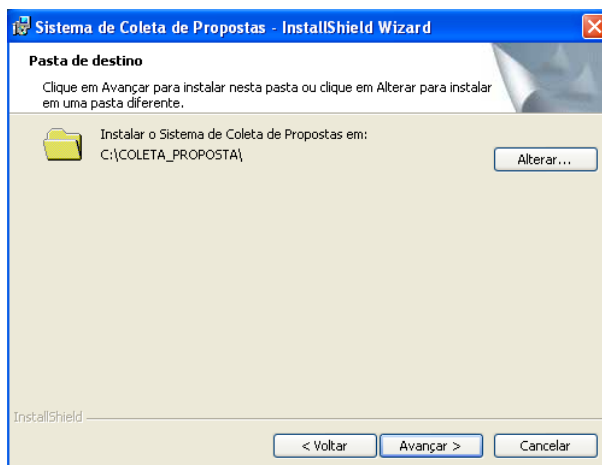 Sistema de Coleta de Propostas - InstallShield Wizard
Pasta de destino
Clique em Avançar para instalar nesta pasta ou clique em Alterar para instalar
em uma pasta diferente.
Instalar o Sistema de Coleta de Propostas em:
C:\COLETA_PROPOSTA\
Alterar...
InstallShield
< Voltar
Avançar >
Cancelar